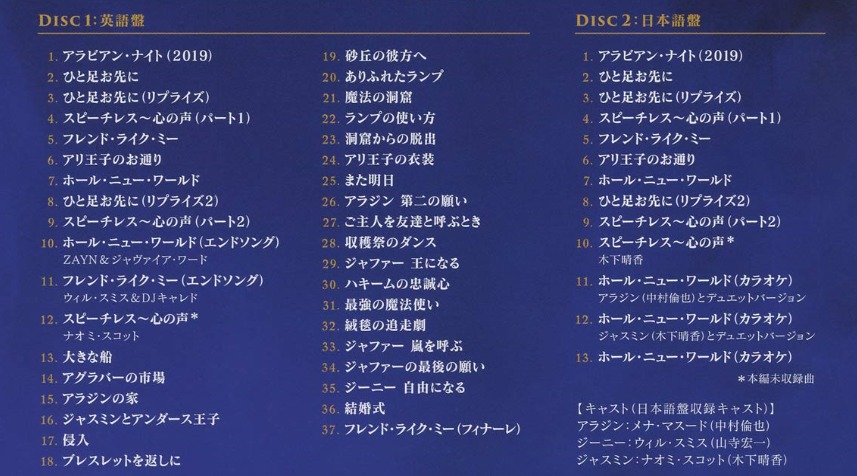 DISC 1:英語盤
1. アラビアン・ナイト(2019)
2. ひと足お先に
3. ひと足お先に(リプライズ)
4. スピーチレス〜心の声(パート1)
5. フレンド・ライク・ミー
6. アリ王子のお通り
7. ホール・ニュー・ワールド
8. ひと足お先に(リプライズ2)
9. スピーチレス〜心の声(パート2)
10. ホール・ニュー・ワールド(エンドソング)
ZAYN&ジャヴァイア・ワード
11. フレンド・ライク・ミー(エンドソング)
ウィル・スミス&DJキャレド
12. スピーチレス〜心の声*
ナオミ・スコット
13. 大きな船
14. アグラバーの市場
15. アラジンの家
16. ジャスミンとアンダース王子
17. 侵入
18. ブレスレットを返しに
19. 砂丘の彼方へ
20. ありふれたランプ
21. 魔法の洞窟
22. ランプの使い方
23. 洞窟からの脱出
24. アリ王子の衣装
25. また明日
26. アラジン 第二の願い
27. ご主人を友達と呼ぶとき
28. 収穫祭のダンス
29. ジャファー 王になる
30. ハキームの忠誠心
31. 最強の魔法使い
32. 絨毯の追走劇
33. ジャファー 嵐を呼ぶ
34. ジャファーの最後の願い
35. ジーニー 自由になる
36. 結婚式
37. フレンド・ライク・ミー(フィナーレ)
DISC 2:日本語盤
1. アラビアン・ナイト(2019)
2. ひと足お先に
3. ひと足お先に(リプライズ)
4. スピーチレス〜心の声(パート1)
5. フレンド・ライク・ミー
6. アリ王子のお通り
7. ホール・ニュー・ワールド
8. ひと足お先に(リプライズ2)
9. スピーチレス〜心の声(パート2)
10. スピーチレス〜心の声*
木下晴香
11. ホール・ニュー・ワールド(カラオケ)
アラジン(中村倫也)とデュエットバージョン
12. ホール・ニュー・ワールド(カラオケ)
ジャスミン(木下晴香)とデュエットバージョン
13. ホール・ニュー・ワールド(カラオケ)
*本編未収録曲
【キャスト(日本語盤収録キャスト)】
アラジン:メナ・マスード(中村倫也)
ジーニー:ウィル・スミス(山寺宏一)
ジャスミン:ナオミ・スコット(木下晴香)